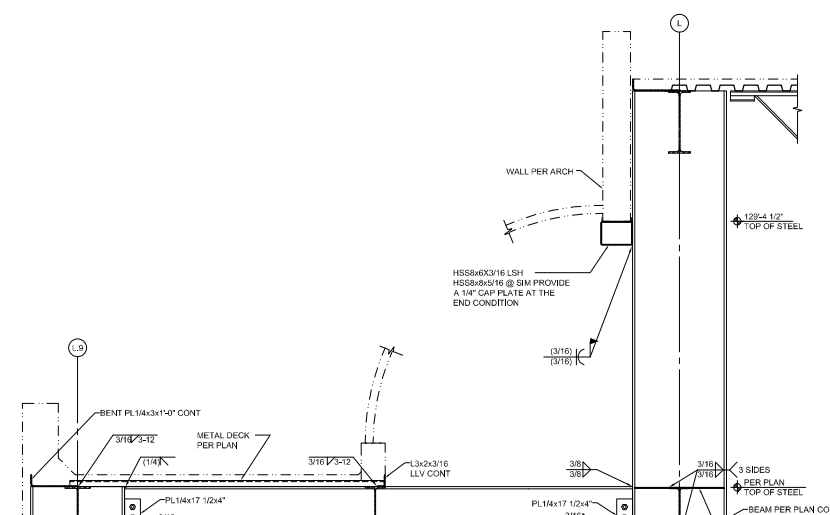 L
WALL PER ARCH
129'-4 1/2"
TOP OF STEEL
HSS8x6X3/16 LSH
HSS8x8x5/16 @ SIM PROVIDE
A 1/4" CAP PLATE AT THE
END CONDITION
(3/16)
(3/16)
L.9
BENT PL1/4x3x1'-0" CONT
3/16 3-12
METAL DECK
PER PLAN
(1/4)
3/16 3-12
L3x2x3/16
LLV CONT
3/8
3/8
3/16
3/16
3 SIDES
PER PLAN
TOP OF STEEL
PL1/4x17 1/2x4"
PL1/4x17 1/2x4"
3/16
BEAM PER PLAN CO